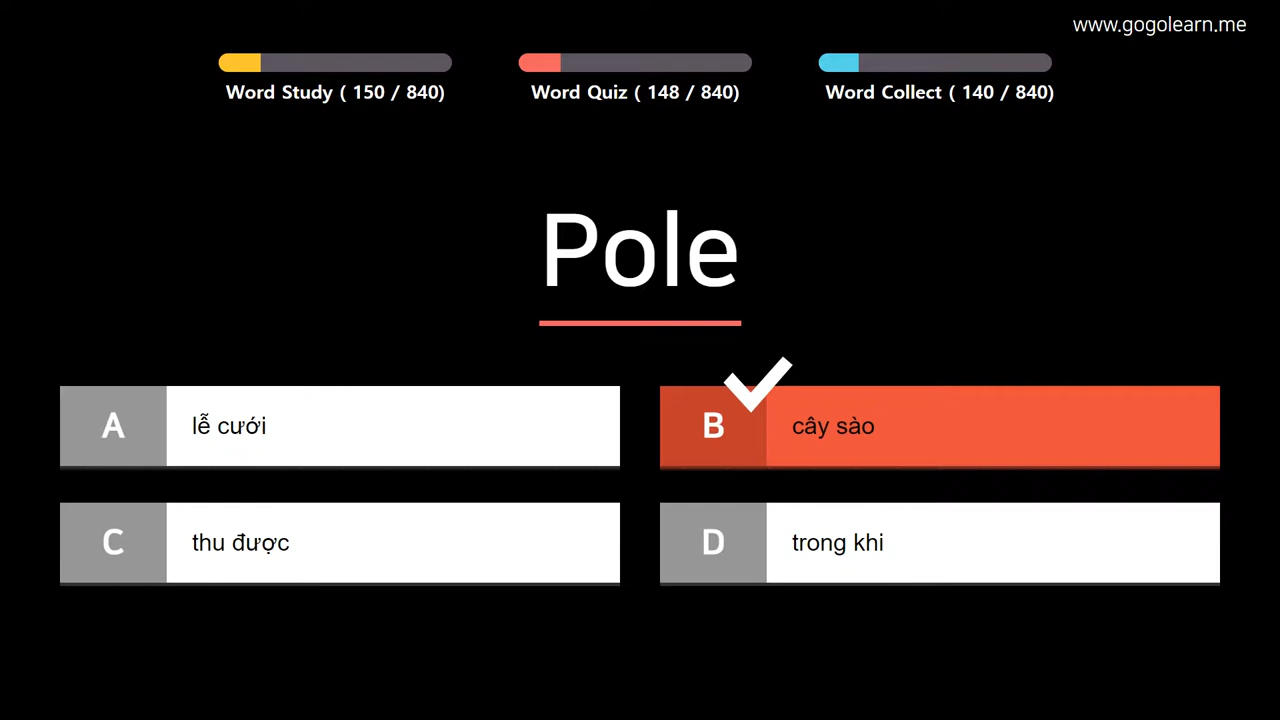 www.gogolearn.me
Word Study ( 150 / 840)
Word Quiz ( 148 / 840)
Word Collect ( 140 / 840)
Pole
A lễ cưới
B cây sào
C thu được
D trong khi